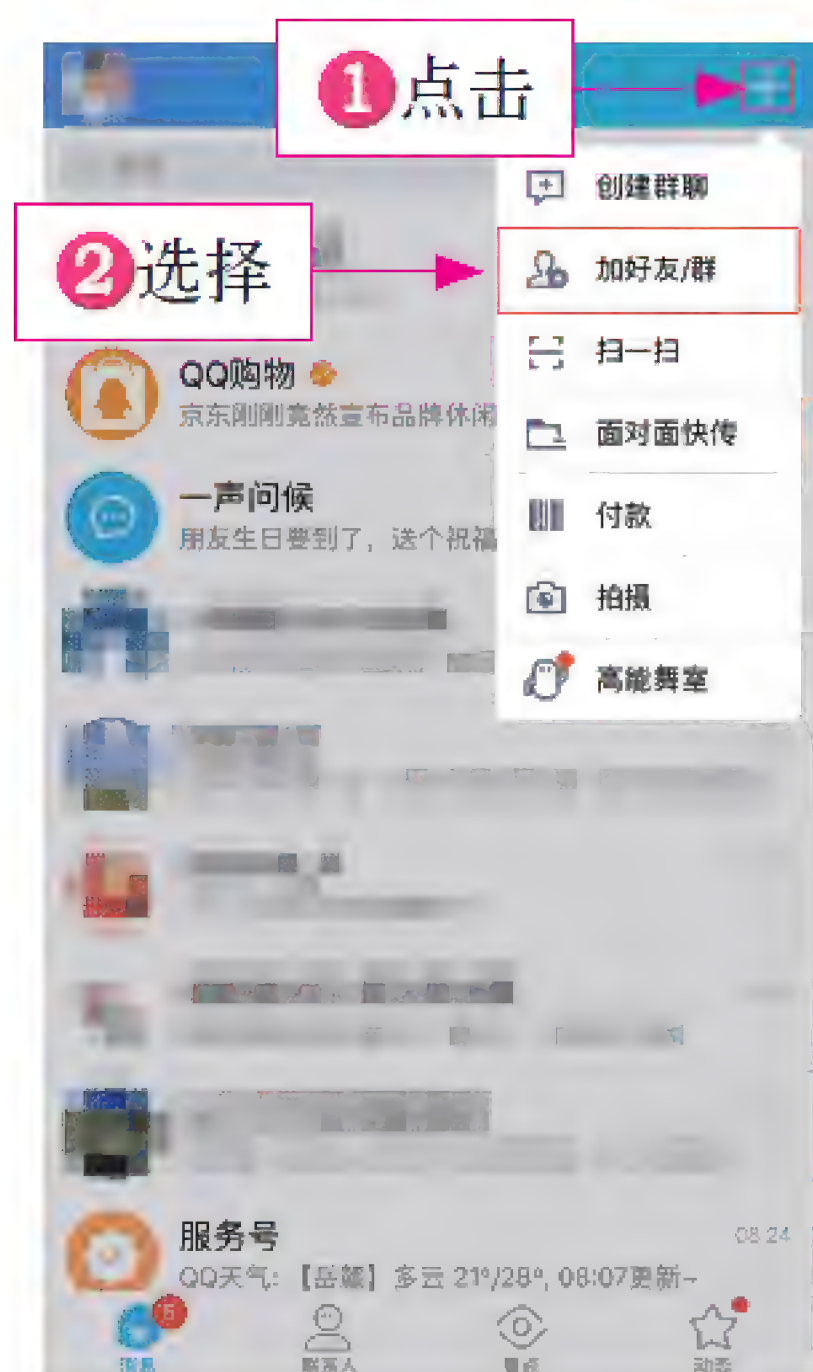 1点击
创建群聊
2选择
加好友/群
扫一扫
QQ购物
京东刚刚竟然宣布品牌休闲
面对面快传
一声问候
付款
朋友生日要到了，送个祝福
拍摄
高能舞室
服务号
08:24
QQ天气:【岳麓】多云 21°/28°, 08:07更新~
5
消息
联系人
看点
动态